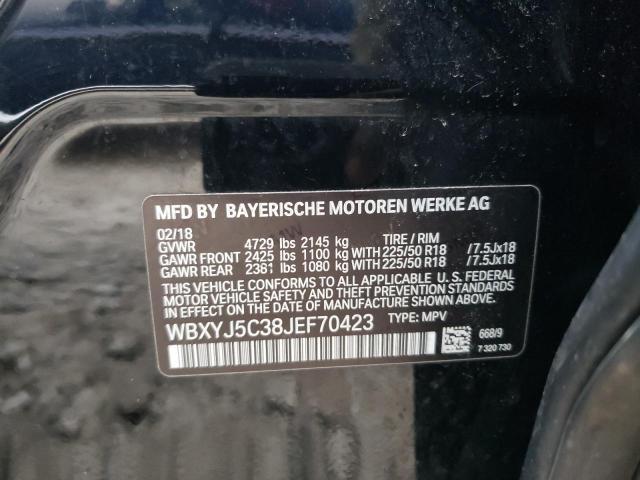 MFD BY BAYERISCHE MOTOREN WERKE AG
02/18
GVWR 4729 lbs 2145 kg TIRE / RIM
GAWR FRONT 2425 lbs 1100 kg WITH 225/50 R18 /7.5Jx18
GAWR REAR 2381 lbs 1080 kg WITH 225/50 R18 /7.5Jx18
THIS VEHICLE CONFORMS TO ALL APPLICABLE U. S. FEDERAL
MOTOR VEHICLE SAFETY AND THEFT PREVENTION STANDARDS
IN EFFECT ON THE DATE OF MANUFACTURE SHOWN ABOVE.
WBXYJ5C38JEF70423 TYPE: MPV
668/9
7 320 730